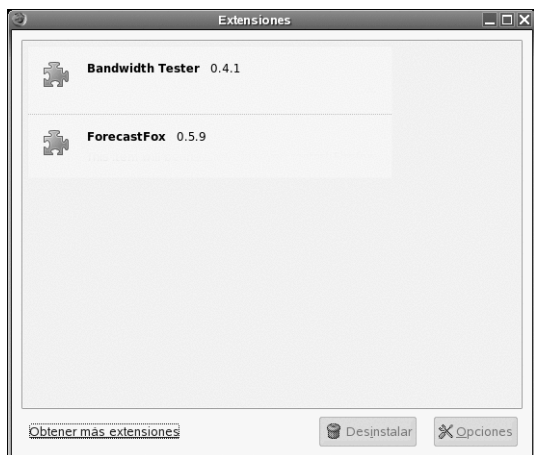 Extensiones
Bandwidth Tester 0.4.1
ForecastFox 0.5.9
Obtener más extensiones
Desinstalar
Opciones